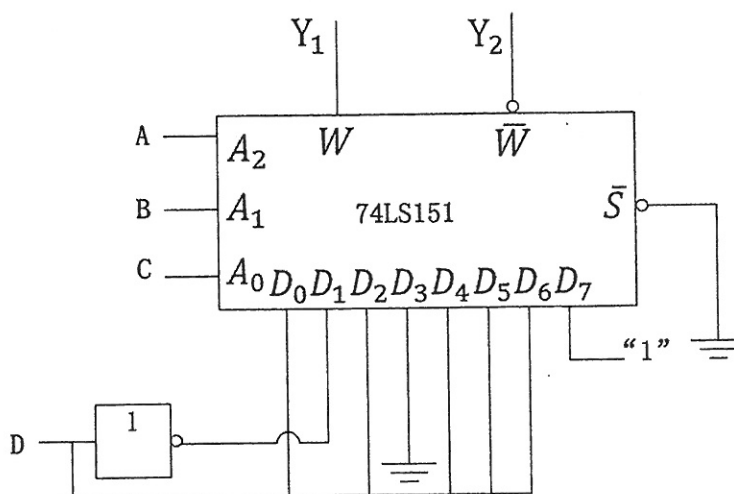 Y₁ Y₂
A A₂ W W̅
B A₁ 74LS151 S̅
C A₀ D₀ D₁ D₂ D₃ D₄ D₅ D₆ D₇
“1”
1
D